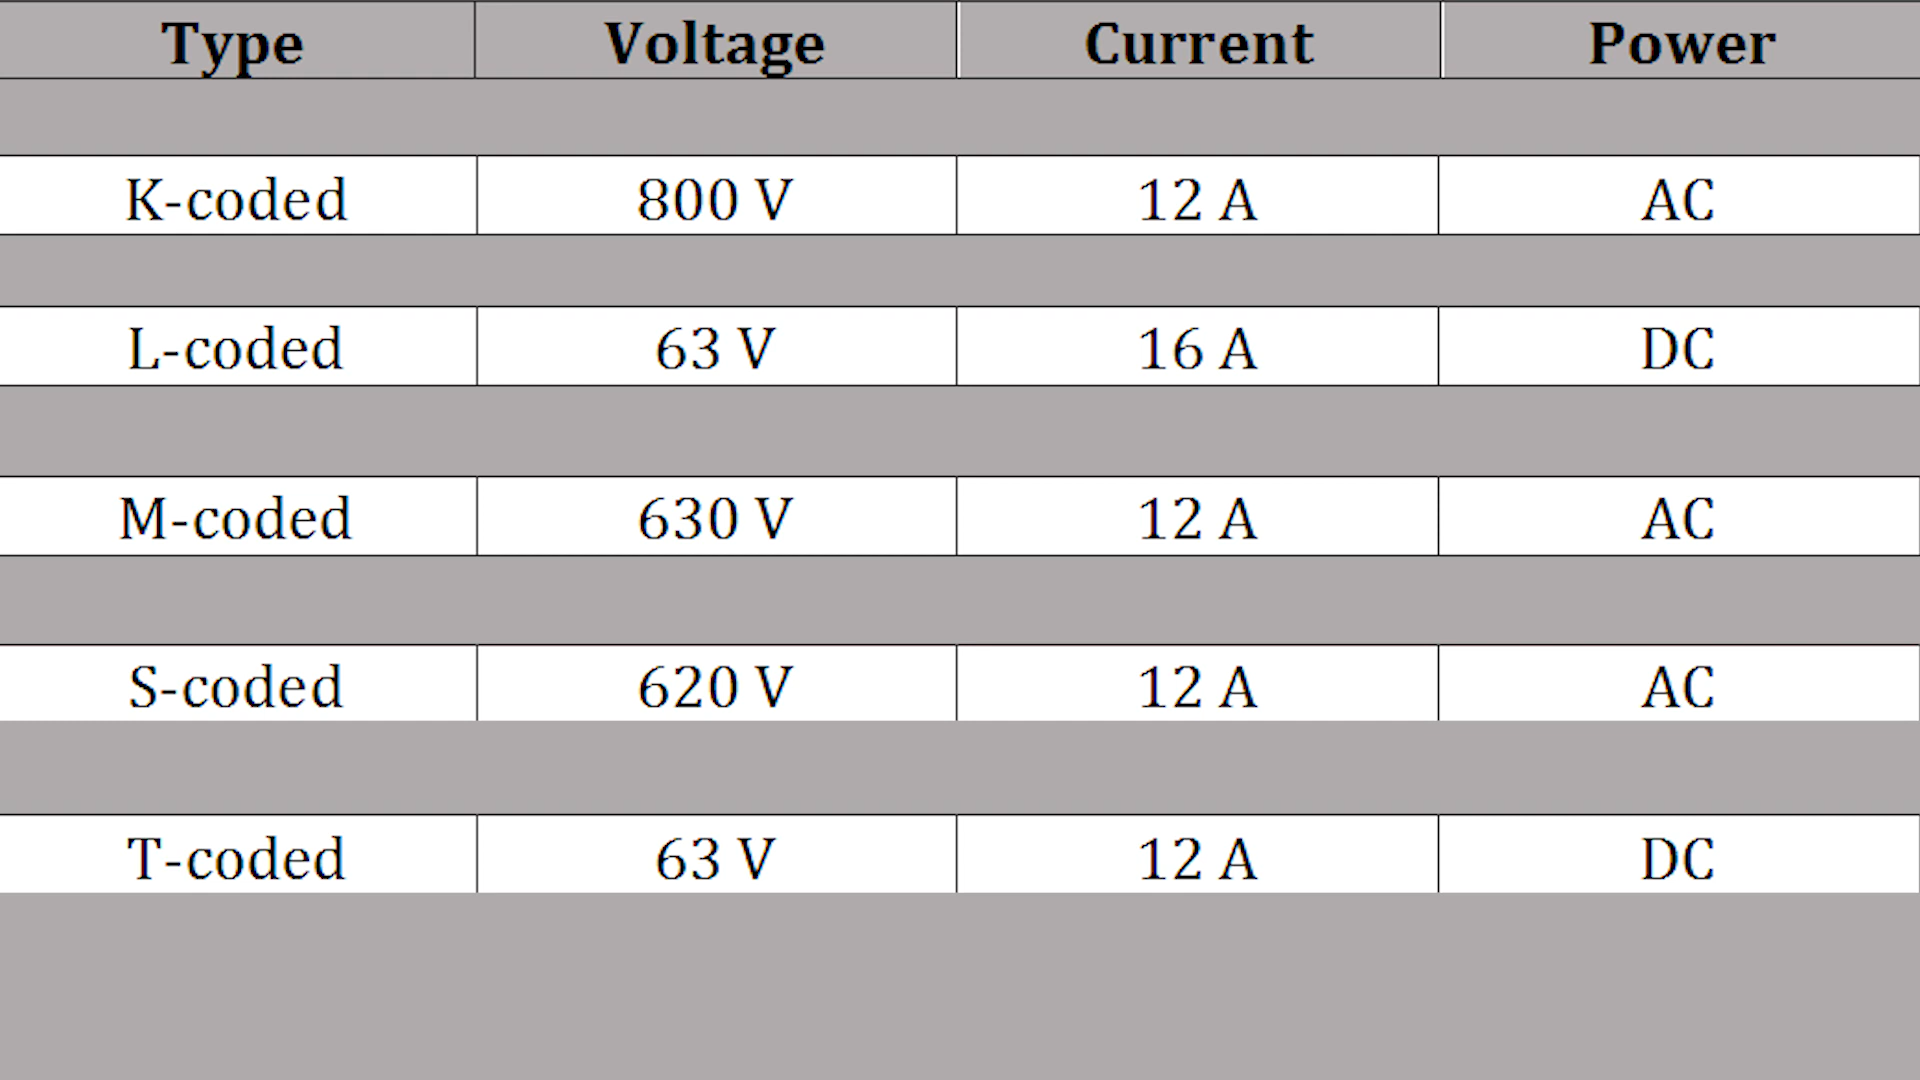 Type Voltage Current Power
K-coded 800 V 12 A AC
L-coded 63 V 16 A DC
M-coded 630 V 12 A AC
S-coded 620 V 12 A AC
T-coded 63 V 12 A DC